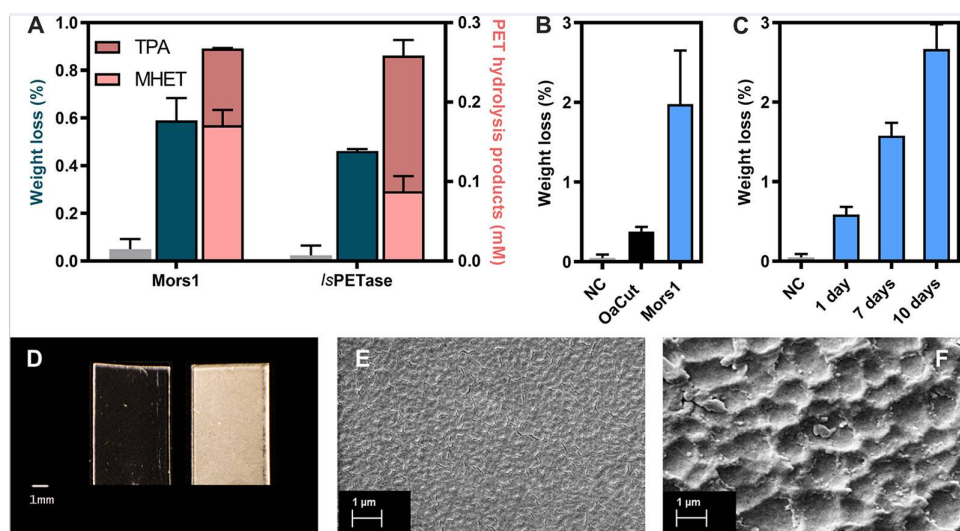 A
TPA
MHET
Weight loss (%)
1.0
0.8
0.6
0.4
0.2
0.0
0.3
0.2
0.1
0.0
PET hydrolysis products (mM)
Mors1
IsPETase
B
Weight loss (%)
3
2
1
0
NC
OaCut
Mors1
C
Weight loss (%)
3
2
1
0
NC
1 day
7 days
10 days
D
1mm
E
1 µm
F
1 µm